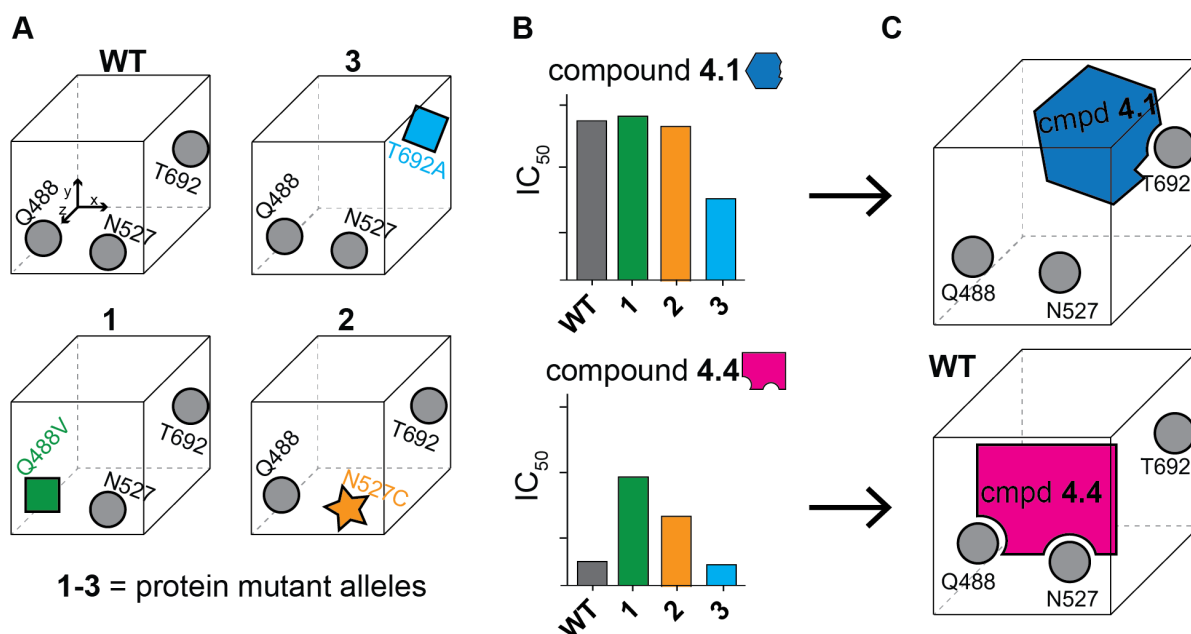 A
WT
T692
Q488
N527
y
x
z
3
T692A
Q488
N527
1
Q488V
N527
T692
2
Q488
N527C
T692
1-3 = protein mutant alleles
B
compound 4.1
IC50
WT
1
2
3
compound 4.4
IC50
WT
1
2
3
C
cmpd 4.1
T692
Q488
N527
WT
T692
cmpd 4.4
Q488
N527